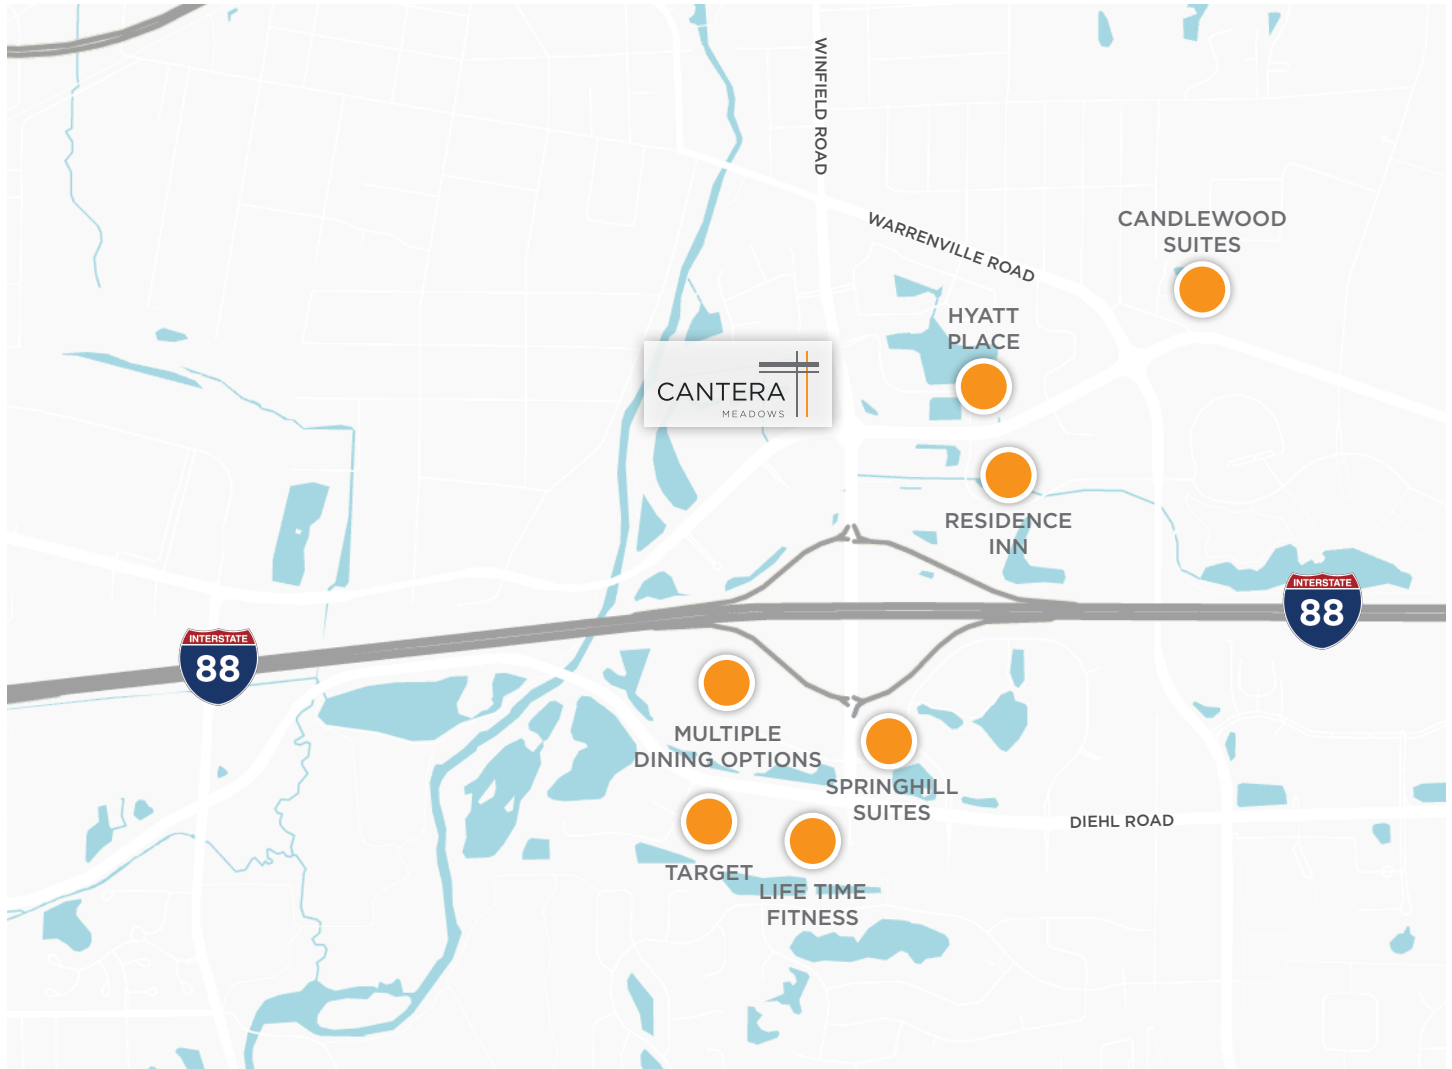 WINFIELD ROAD
WARRENVILLE ROAD
CANDLEWOOD
SUITES
HYATT
PLACE
CANTERA
MEADOWS
RESIDENCE
INN
INTERSTATE
88
INTERSTATE
88
MULTIPLE
DINING OPTIONS
SPRINGHILL
SUITES
DIEHL ROAD
TARGET
LIFE TIME
FITNESS